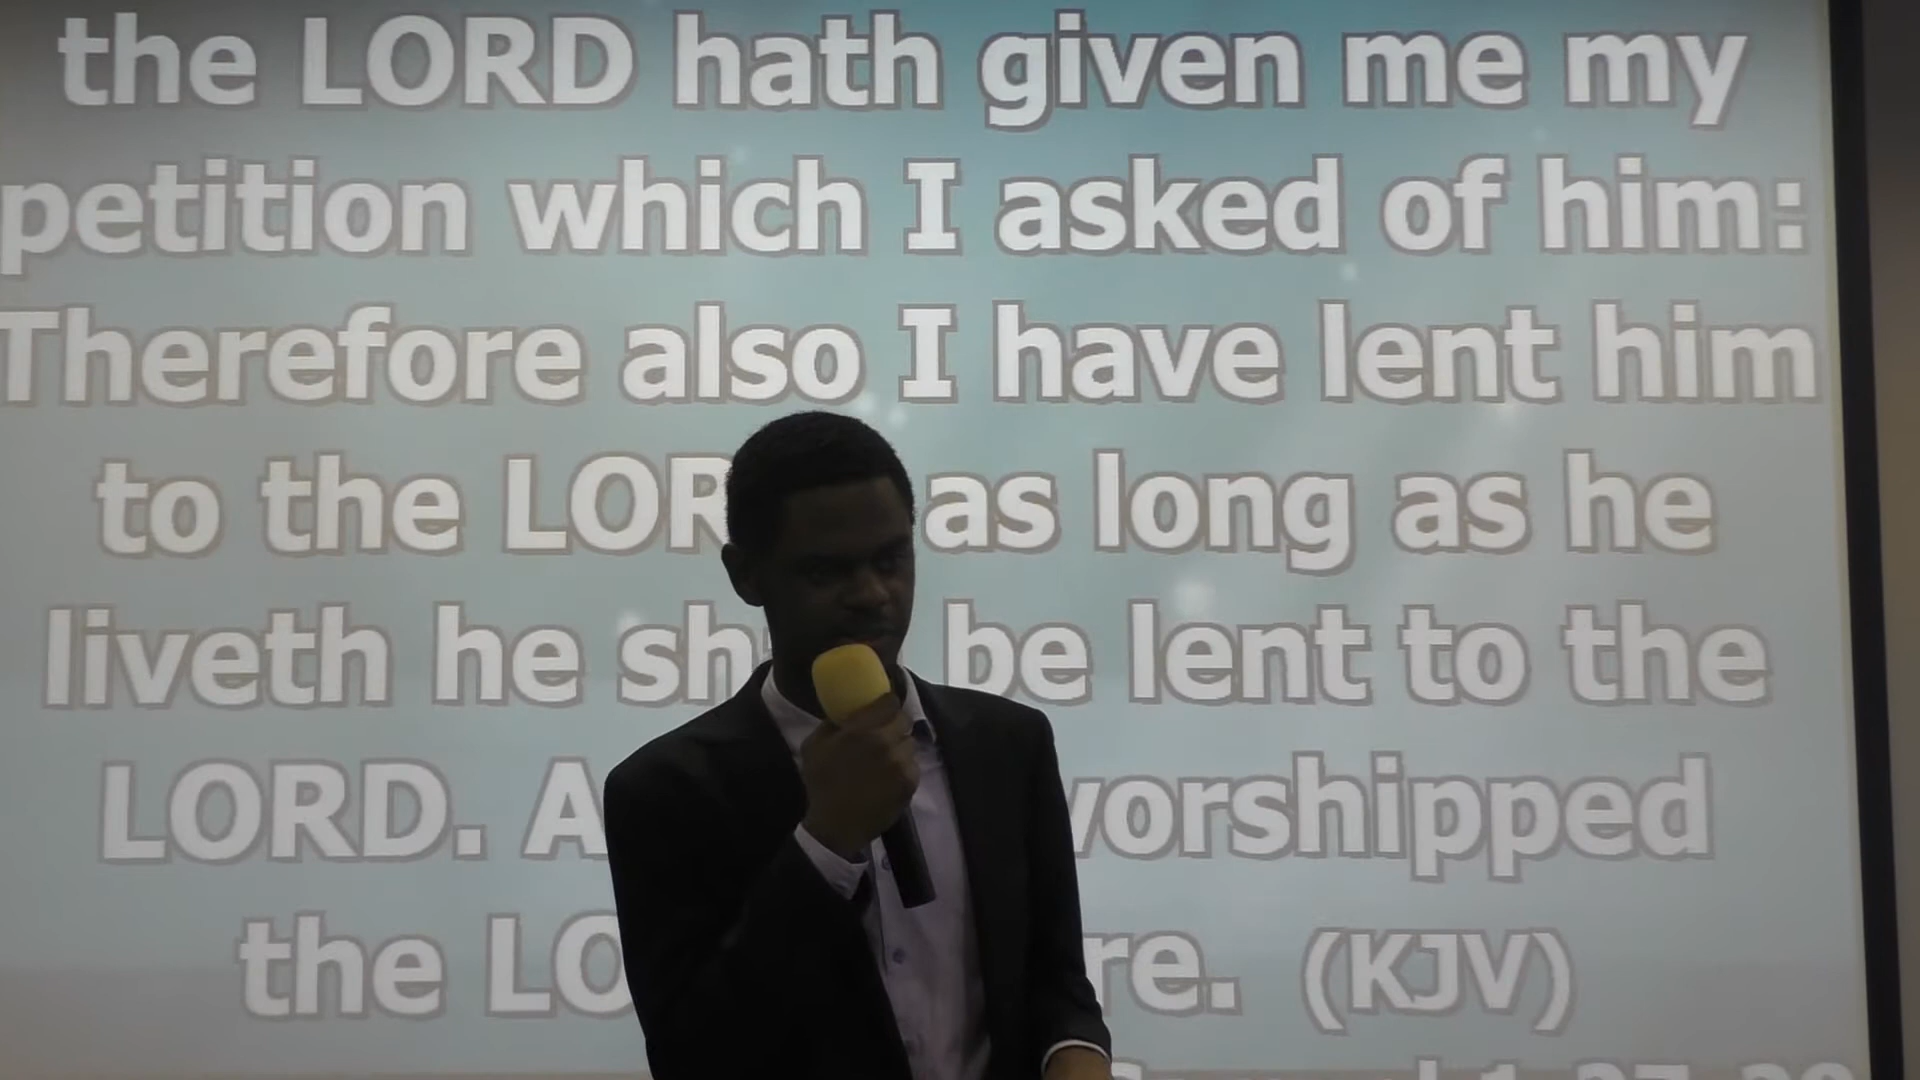 the LORD hath given me my
petition which I asked of him:
Therefore also I have lent him
to the LOR as long as he
liveth he sh be lent to the
LORD. A worshipped
the LO re. (KJV)